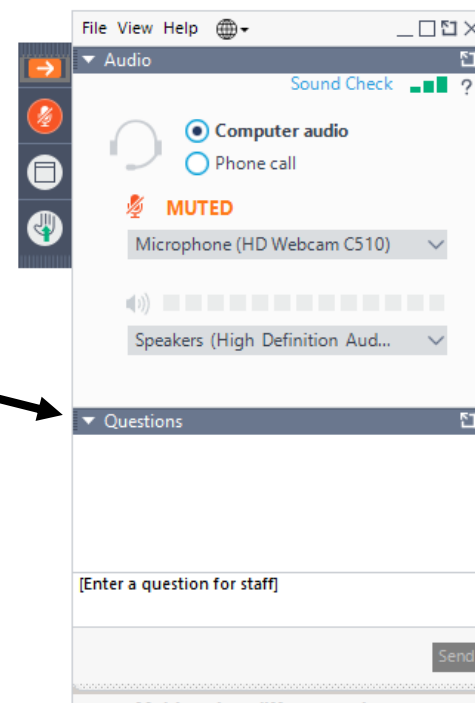 File View Help
Audio
Sound Check ?
Computer audio
Phone call
MUTED
Microphone (HD Webcam C510)
Speakers (High Definition Aud...
Questions
[Enter a question for staff]
Send